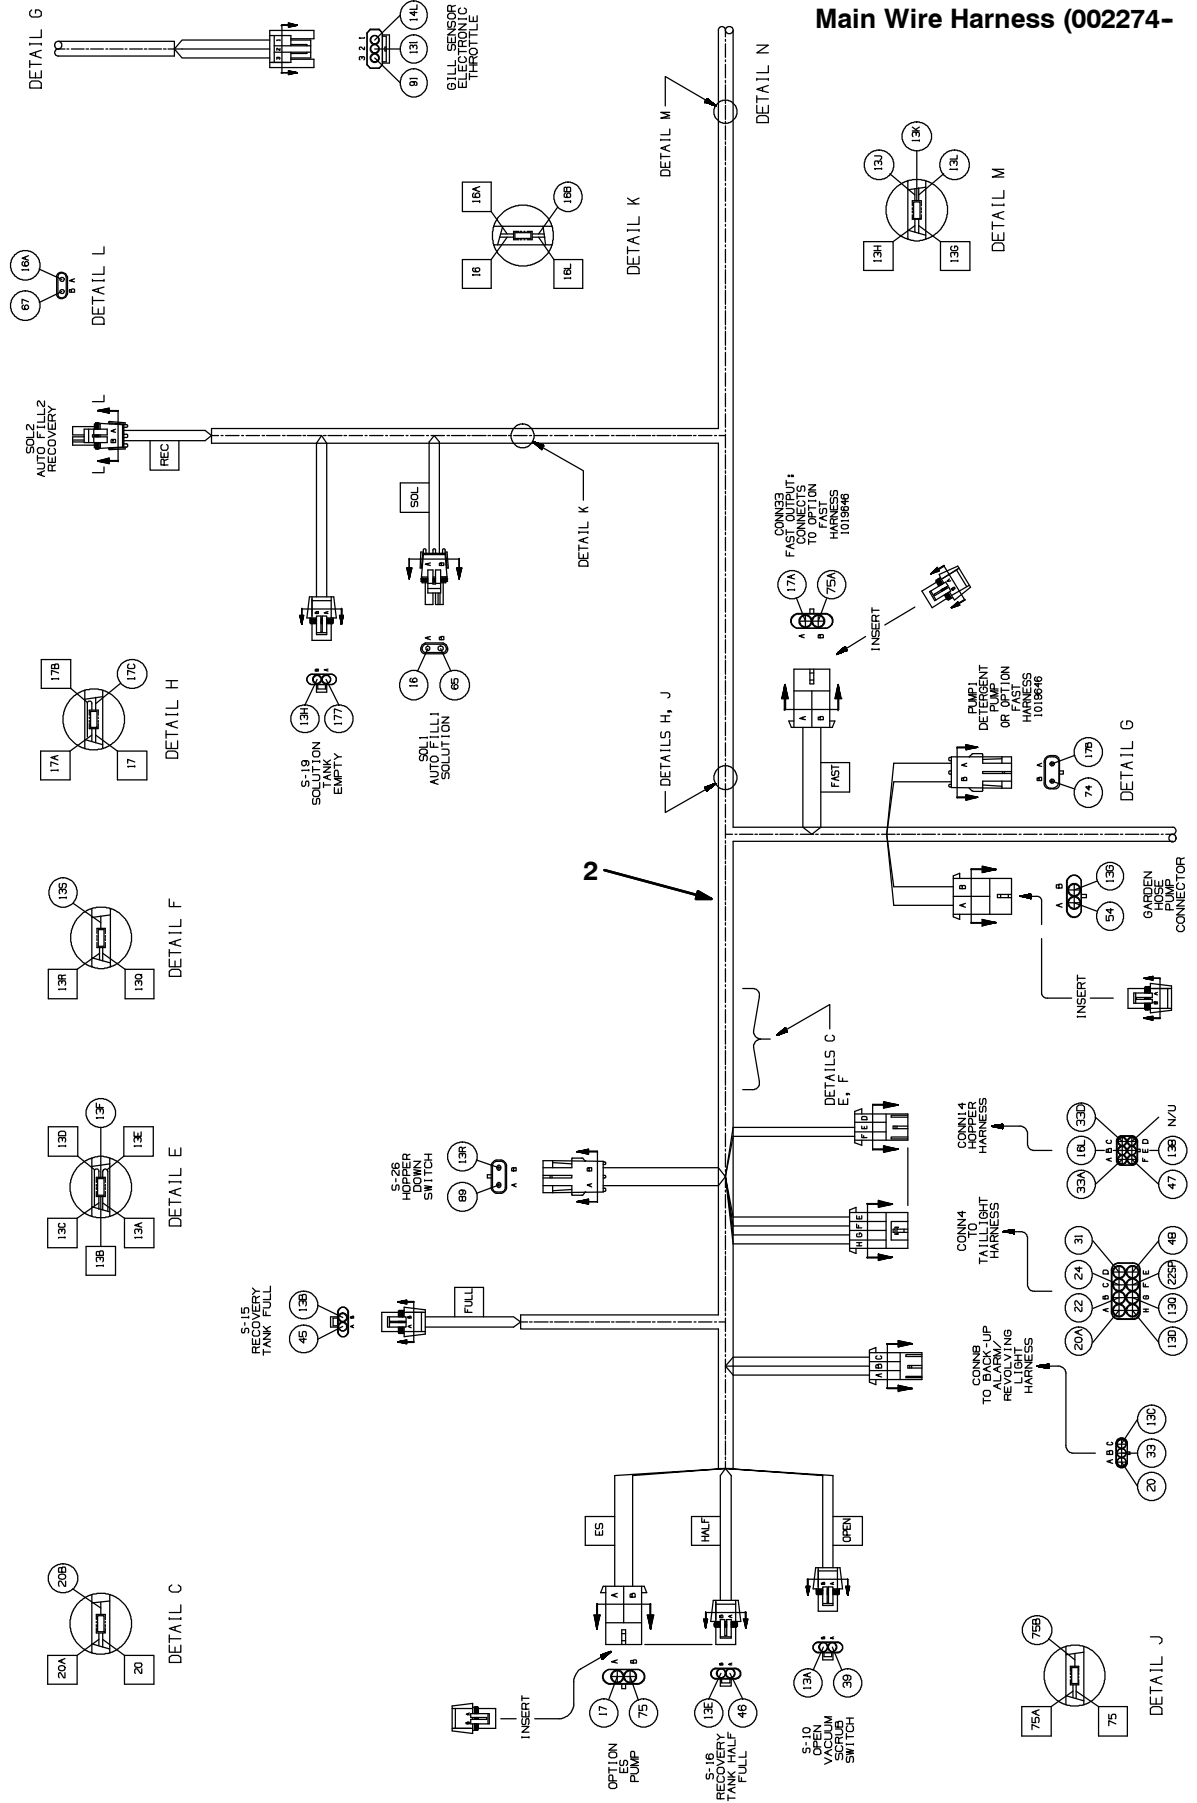 Main Wire Harness (002274-
DETAIL G
1
2
3
3 2 1
14L
13I
91
GILL SENSOR
ELECTRONIC
THROTTLE
DETAIL M
DETAIL N
16A
16B
16
16L
DETAIL K
13J
13K
13L
13H
13G
DETAIL M
67
16A
B A
DETAIL L
SOL2
AUTO FILL2
RECOVERY
L
L
B A
REC
SOL
A
B
DETAIL K
B
A
13H
177
S-19
SOLUTION
TANK
EMPTY
16
65
A
B
SOL1
AUTO FILL1
SOLUTION
17A
17B
17C
17
DETAIL H
CONN33
FAST OUTPUT:
CONNECTS
TO OPTION
FAST
HARNESS
1019646
17A
75A
A
B
INSERT
A
B
FAST
DETAILS H, J
PUMP1
DETERGENT
PUMP
OR OPTION
FAST
HARNESS
1019646
B A
17B
74
DETAIL G
2
A B
13G
54
GARDEN
HOSE
PUMP
CONNECTOR
INSERT
13S
13R
13Q
DETAIL F
DETAILS C
E, F
13C
13D
13F
13E
13B
13A
DETAIL E
S-26
HOPPER
DOWN
SWITCH
89
13R
A B
F E D
H G F E
CONN14
HOPPER
HARNESS
33A
16L
33D
A B C
F E D
47
13B
N/U
CONN4
TO
TAILLIGHT
HARNESS
20A
22
24
31
A B C D
H G F E
13D
13Q
22SP
48
S-15
RECOVERY
TANK FULL
45
13B
A B
FULL
A B C
CONN8
TO BACK-UP
ALARM/
REVOLVING
LIGHT
HARNESS
A B C
13C
33
20
ES
HALF
OPEN
A
B
INSERT
17
75
OPTION
ES
PUMP
13E
46
S-16
RECOVERY
TANK HALF
FULL
13A
39
S-10
OPEN
VACUUM
SCRUB
SWITCH
20A
20B
20
DETAIL C
75A
75B
75
DETAIL J